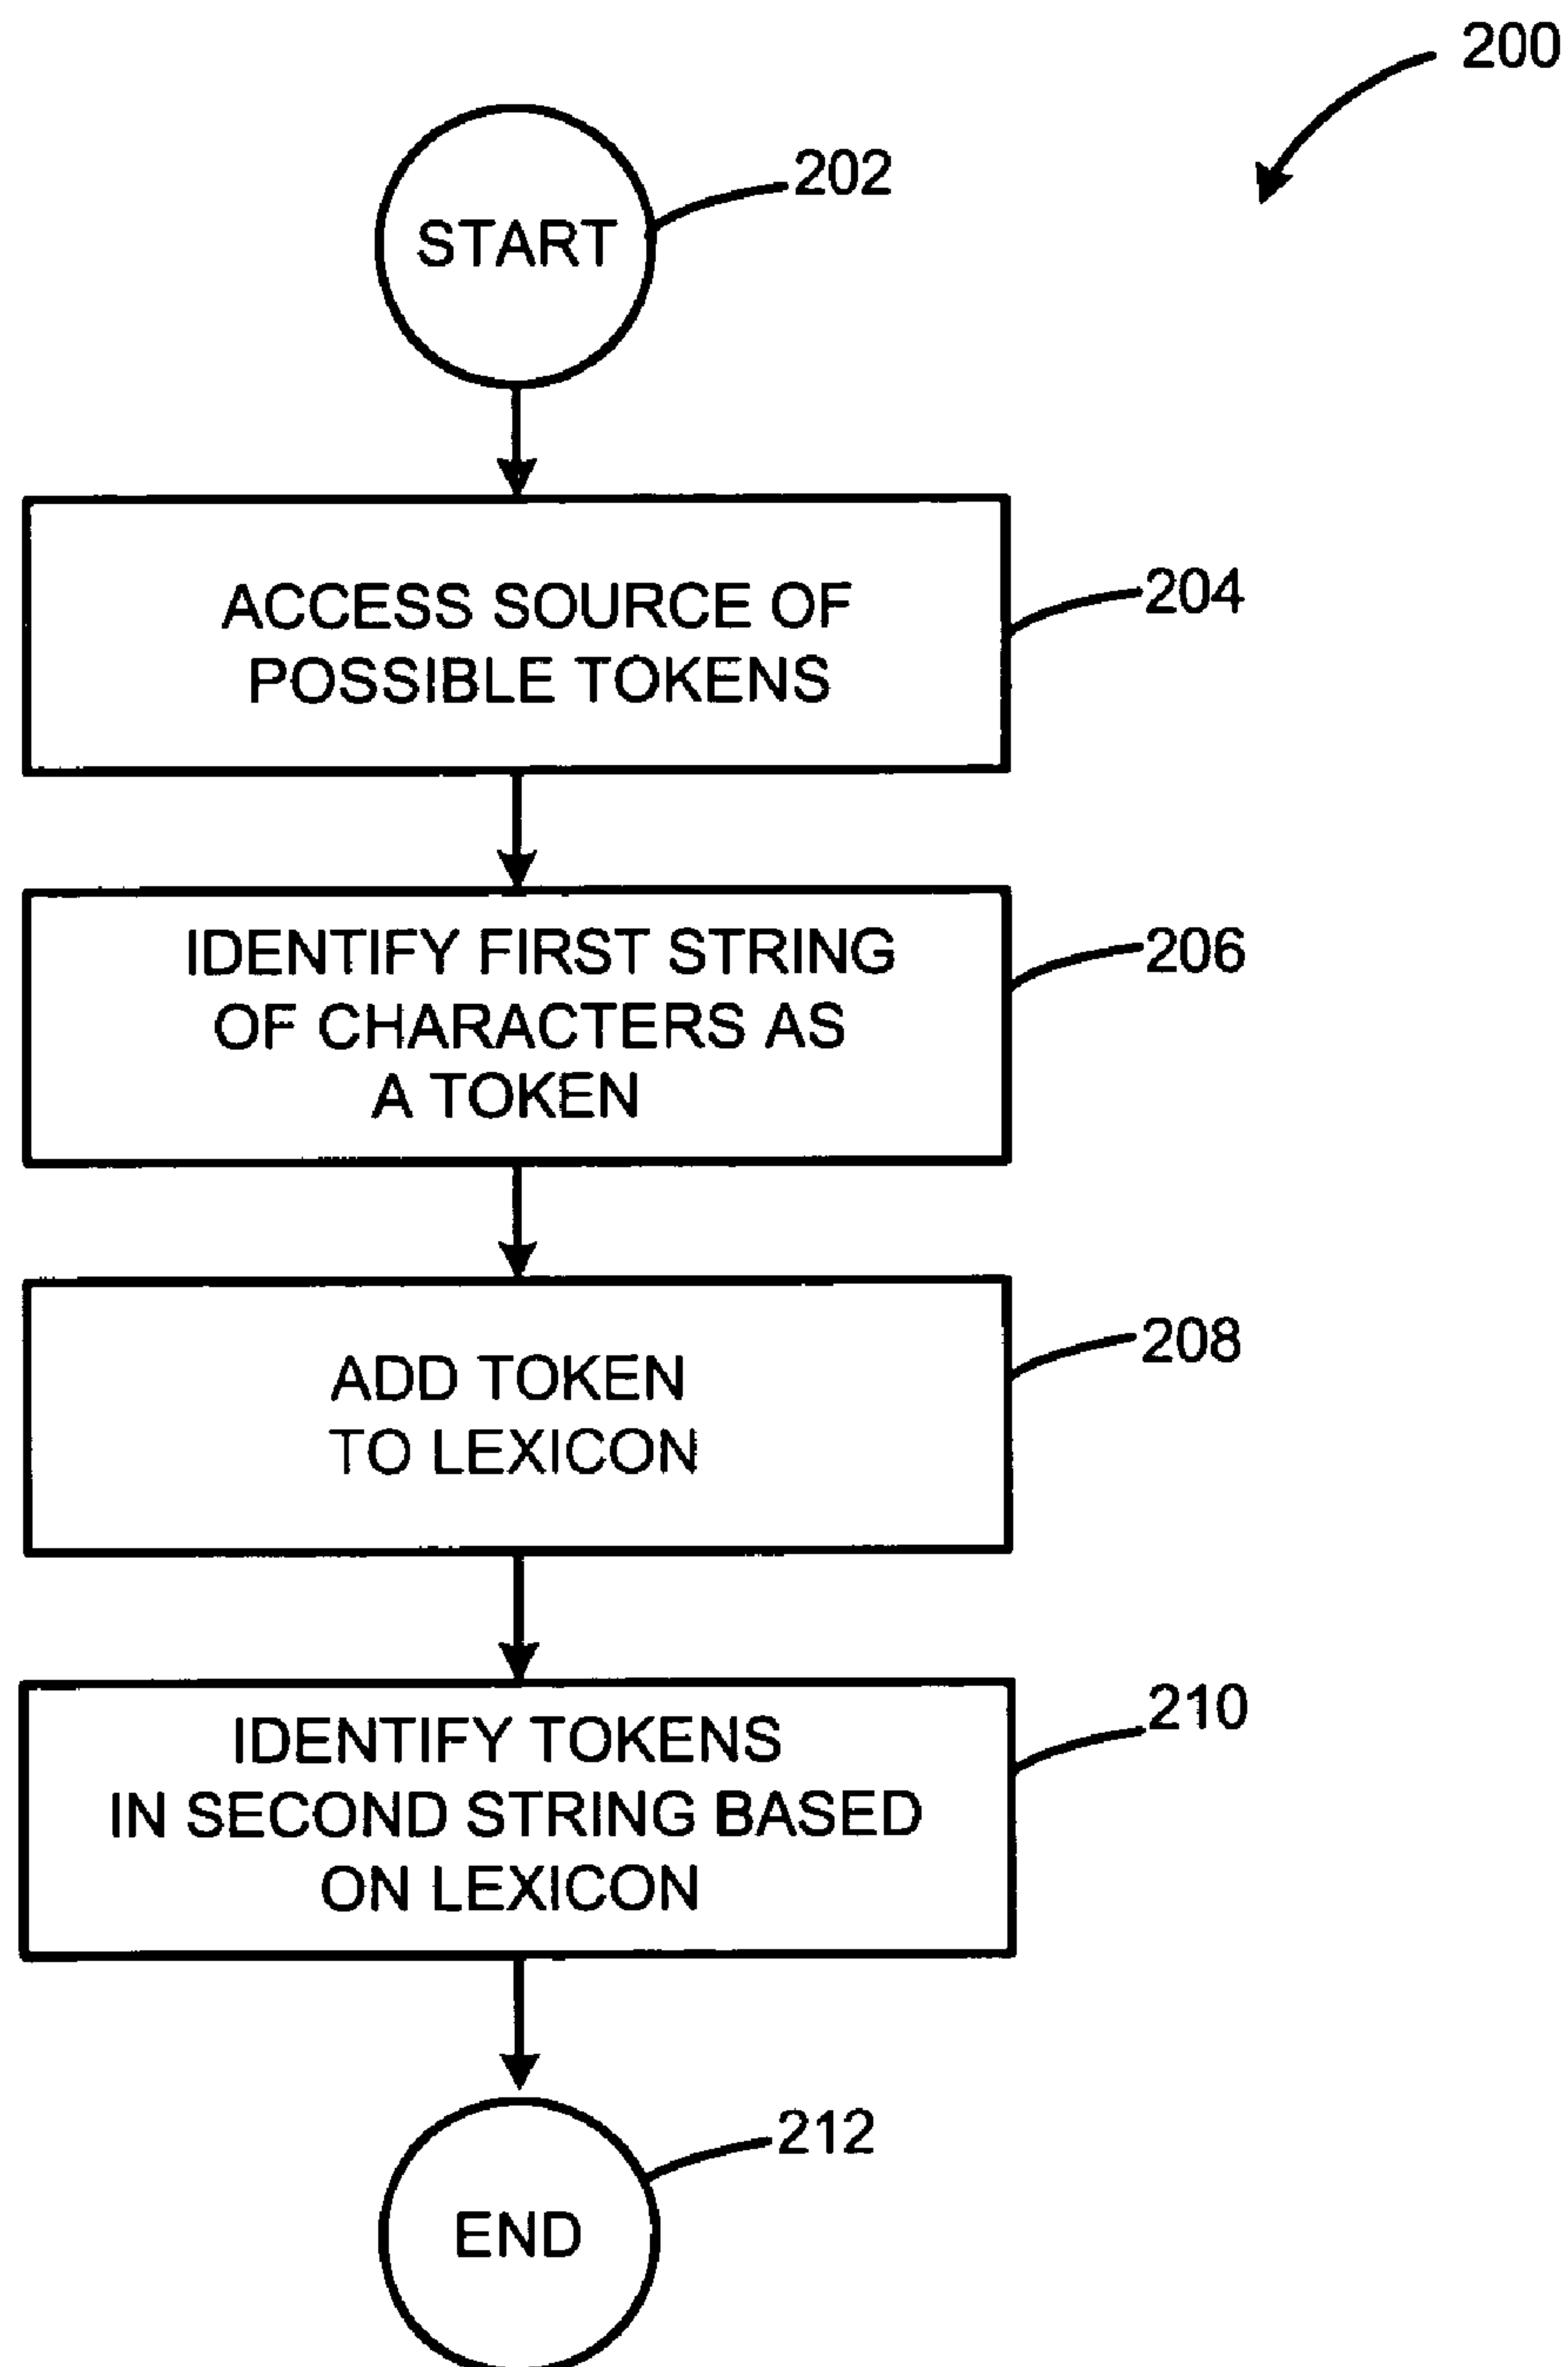 200
202
START
ACCESS SOURCE OF
POSSIBLE TOKENS
204
IDENTIFY FIRST STRING
OF CHARACTERS AS
A TOKEN
206
ADD TOKEN
TO LEXICON
208
IDENTIFY TOKENS
IN SECOND STRING BASED
ON LEXICON
210
212
END